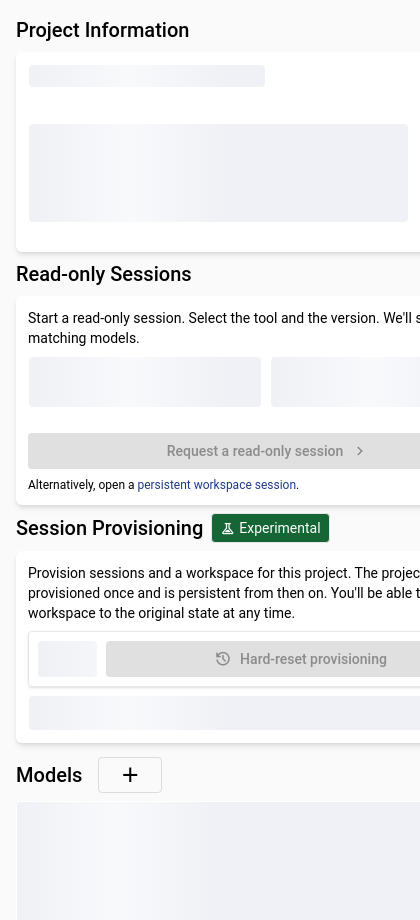 Project Information
Read-only Sessions
Start a read-only session. Select the tool and the version. We'll s
matching models.
Request a read-only session
Alternatively, open a persistent workspace session.
Session Provisioning
Experimental
Provision sessions and a workspace for this project. The projec
provisioned once and is persistent from then on. You'll be able t
workspace to the original state at any time.
Hard-reset provisioning
Models